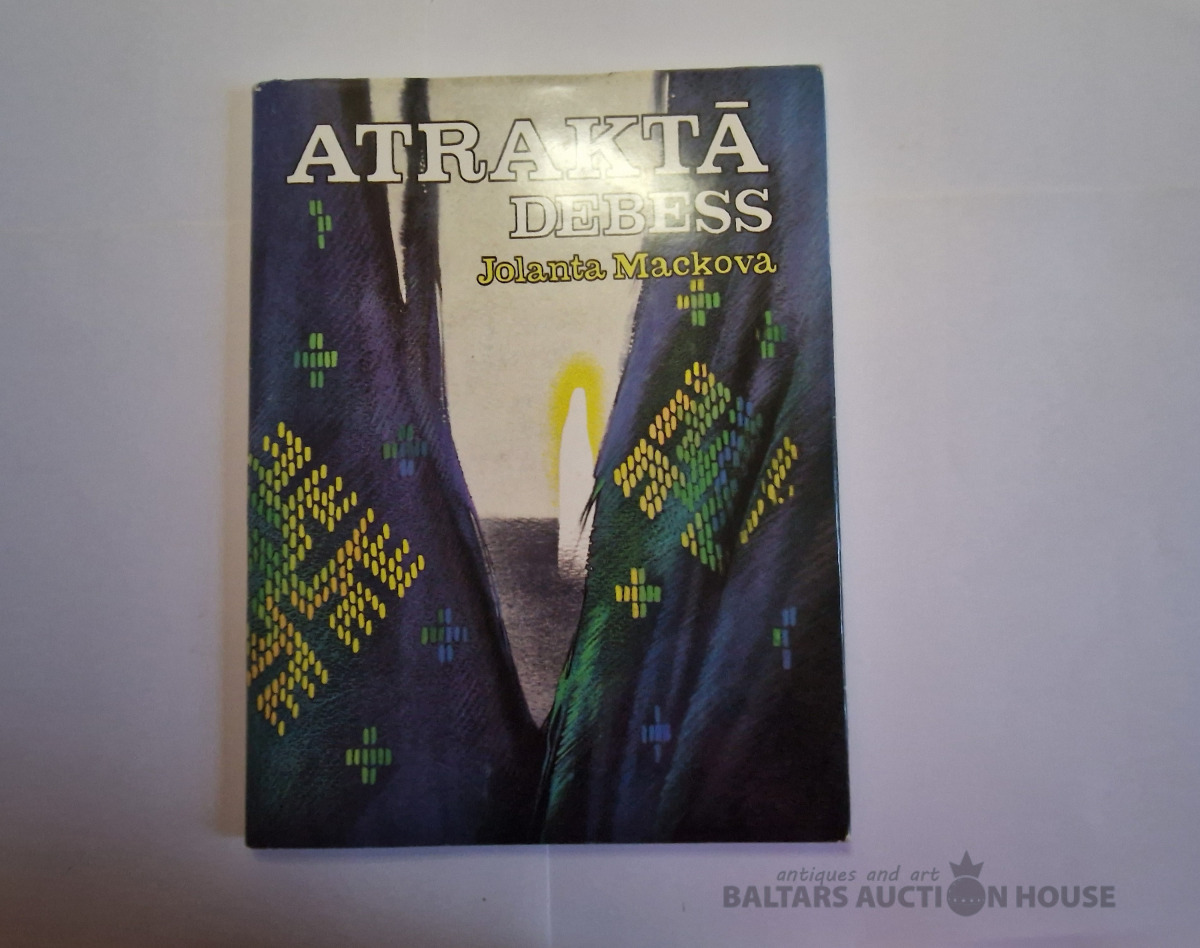 ATRAKTĀ
DEBESS
Jolanta Mackova
antiques and art
BALTARS AUCTION HOUSE